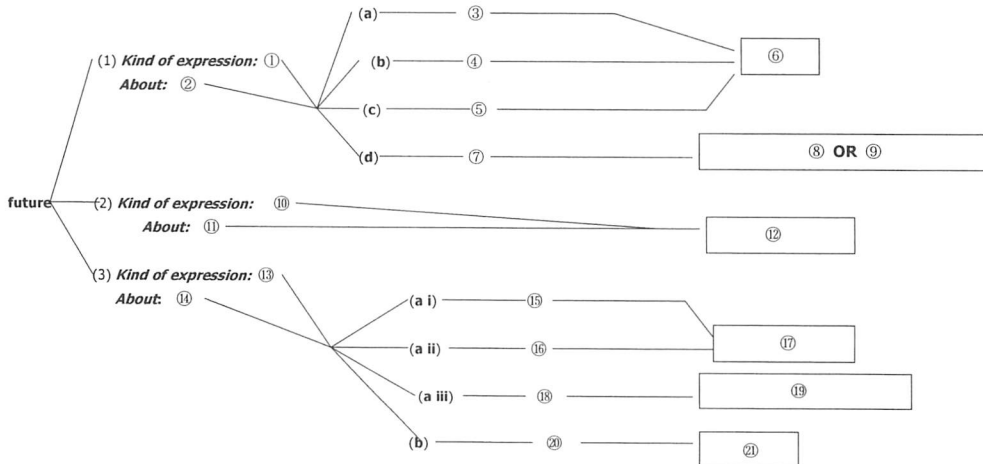 (a) ③
(1) Kind of expression: ①
⑥
(b) ④
About: ②
(c) ⑤
(d) ⑦
⑧ OR ⑨
future
(2) Kind of expression: ⑩
About: ⑪
⑫
(3) Kind of expression: ⑬
About: ⑭
(a i) ⑮
(a ii) ⑯
⑰
(a iii) ⑱
⑲
(b) ⑳
㉑